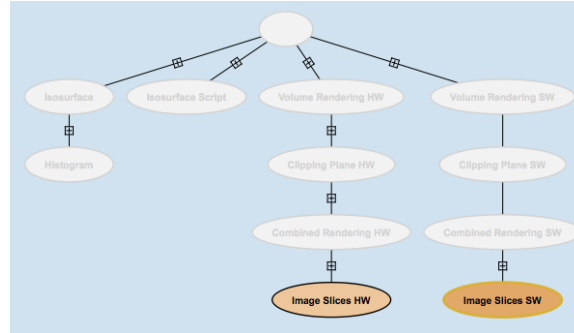 Isosurface
Isosurface Script
Volume Rendering HW
Volume Rendering SW
Histogram
Clipping Plane HW
Clipping Plane SW
Combined Rendering HW
Combined Rendering SW
Image Slices HW
Image Slices SW